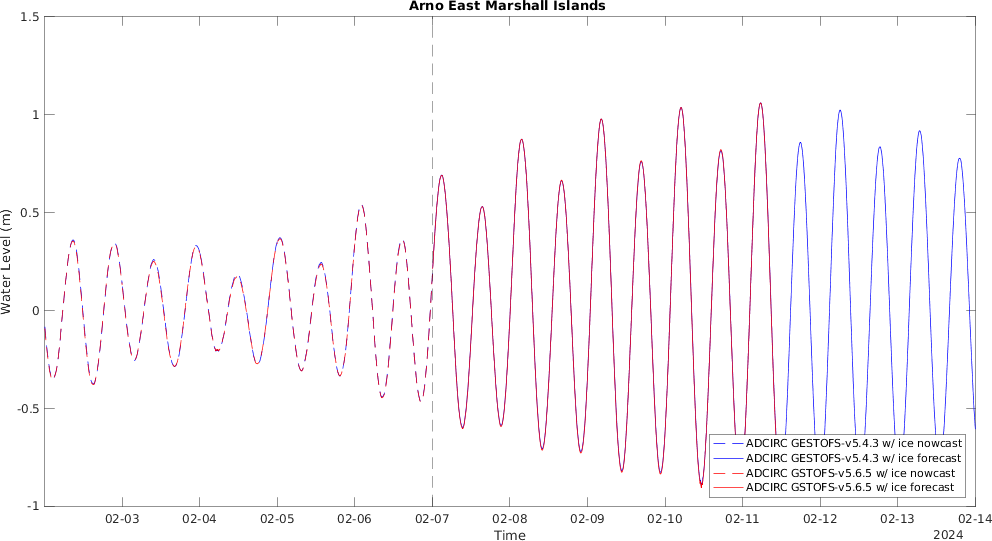 Arno East Marshall Islands
1.5
1
0.5
0
-0.5
-1
Water Level (m)
ADCIRC GESTOFS-v5.4.3 w/ ice nowcast
ADCIRC GESTOFS-v5.4.3 w/ ice forecast
ADCIRC GSTOFS-v5.6.5 w/ ice nowcast
ADCIRC GSTOFS-v5.6.5 w/ ice forecast
02-03 02-04 02-05 02-06 02-07 02-08 02-09 02-10 02-11 02-12 02-13 02-14
Time
2024